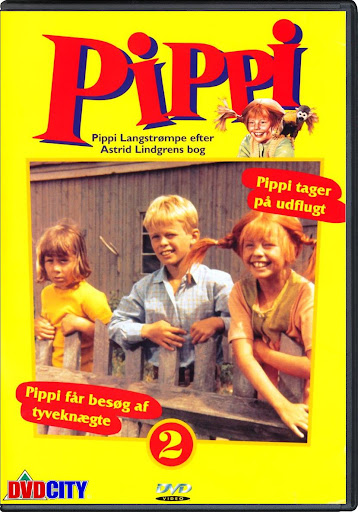 Pippi
Pippi Langstrømpe efter
Astrid Lindgrens bog
Pippi tager
på udflugt
Pippi får besøg af
tyveknægte
2
DVDCITY
DVD
VIDEO